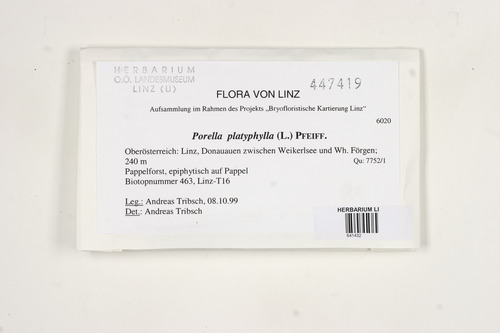 HERBARIUM
O.Ö. LANDESMUSEUM
LINZ (U)
447419
FLORA VON LINZ
Aufsammlung im Rahmen des Projekts „Bryofloristische Kartierung Linz“
6020
Porella platyphylla (L.) PFEIFF.
Oberösterreich: Linz, Donauauen zwischen Weikerlsee und Wh. Förgen;
240 m Qu: 7752/1
Pappelforst, epiphytisch auf Pappel
Biotopnummer 463, Linz-T16
Leg.: Andreas Tribsch, 08.10.99
Det.: Andreas Tribsch
HERBARIUM LI
641432